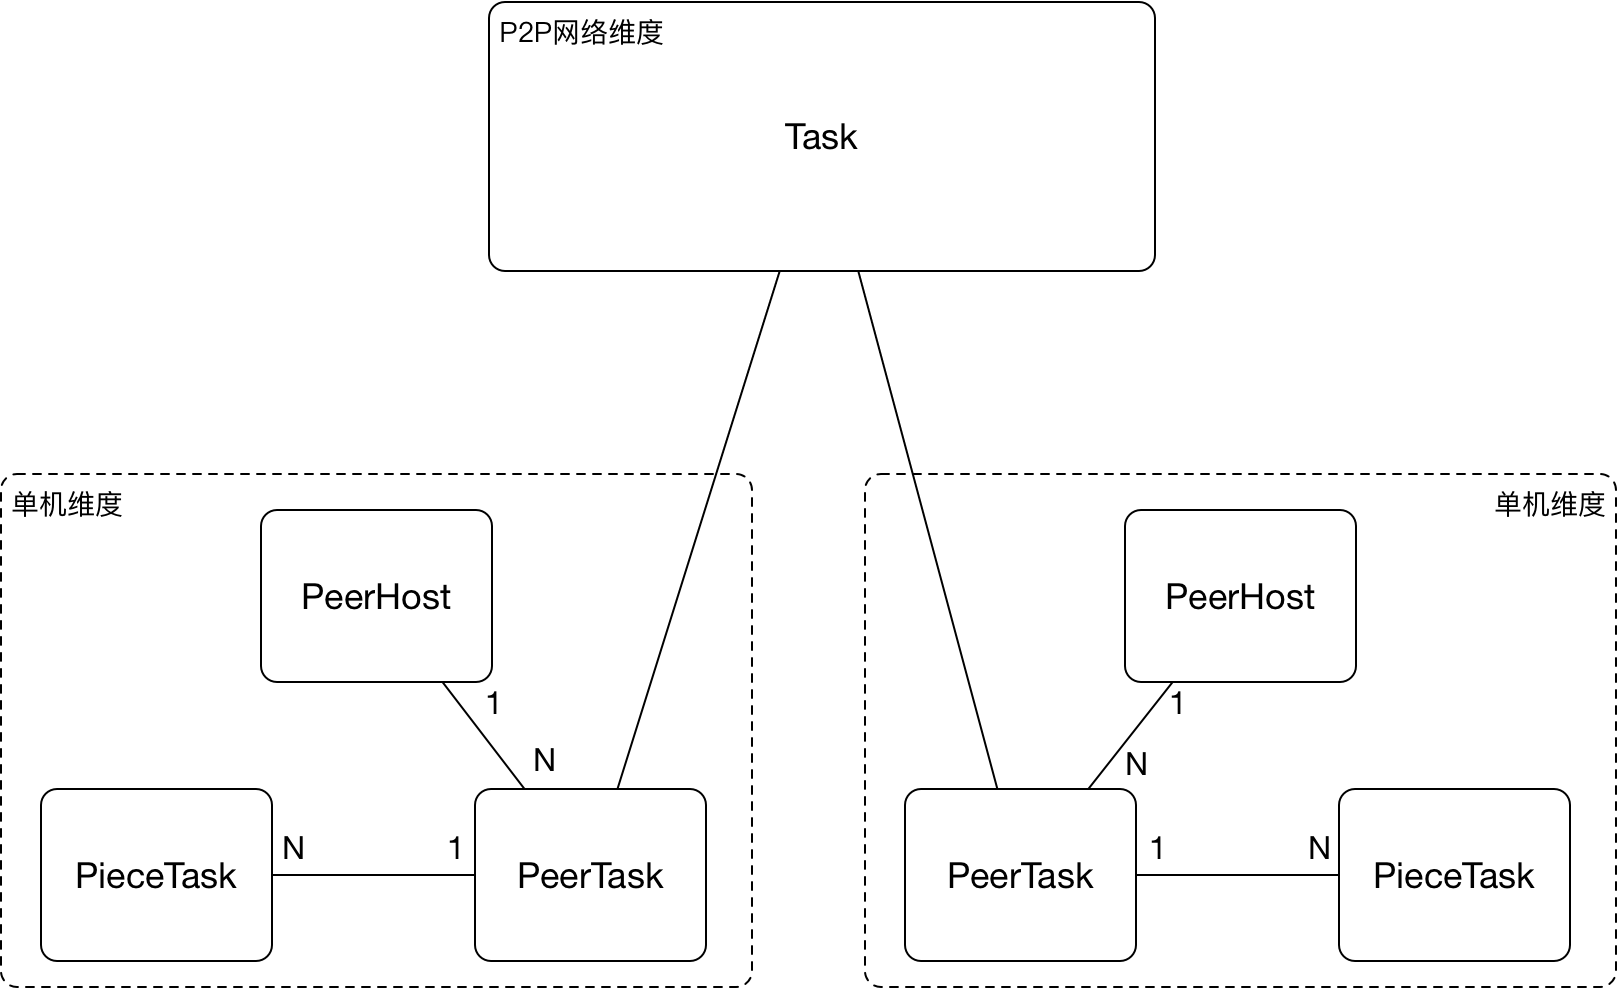 P2P网络维度
Task
单机维度
PeerHost
1
N
PieceTask
N
1
PeerTask
单机维度
PeerHost
1
N
PeerTask
1
N
PieceTask